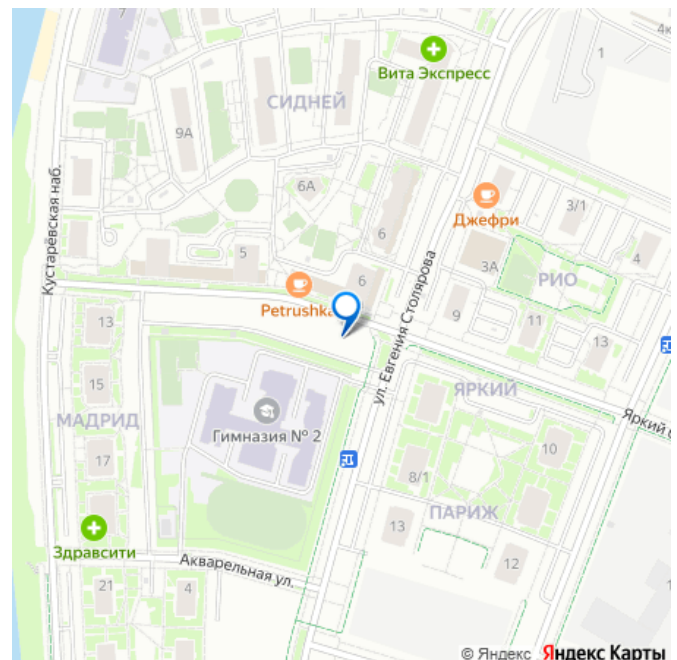 7
4к
1
Вита Экспресс
СИДНЕЙ
9А
6А
3/1
Джефри
Кустарёвская наб.
6
5
3А
4
РИО
6
Petrushka
ул. Евгения Столярова
13
9
11
13
15
ЯРКИЙ
Яркий
МАДРИД
Гимназия № 2
10
17
8/1
ПАРИЖ
13
Здравсити
12
Акварельная ул.
21
4
1
© Яндекс Яндекс Карты